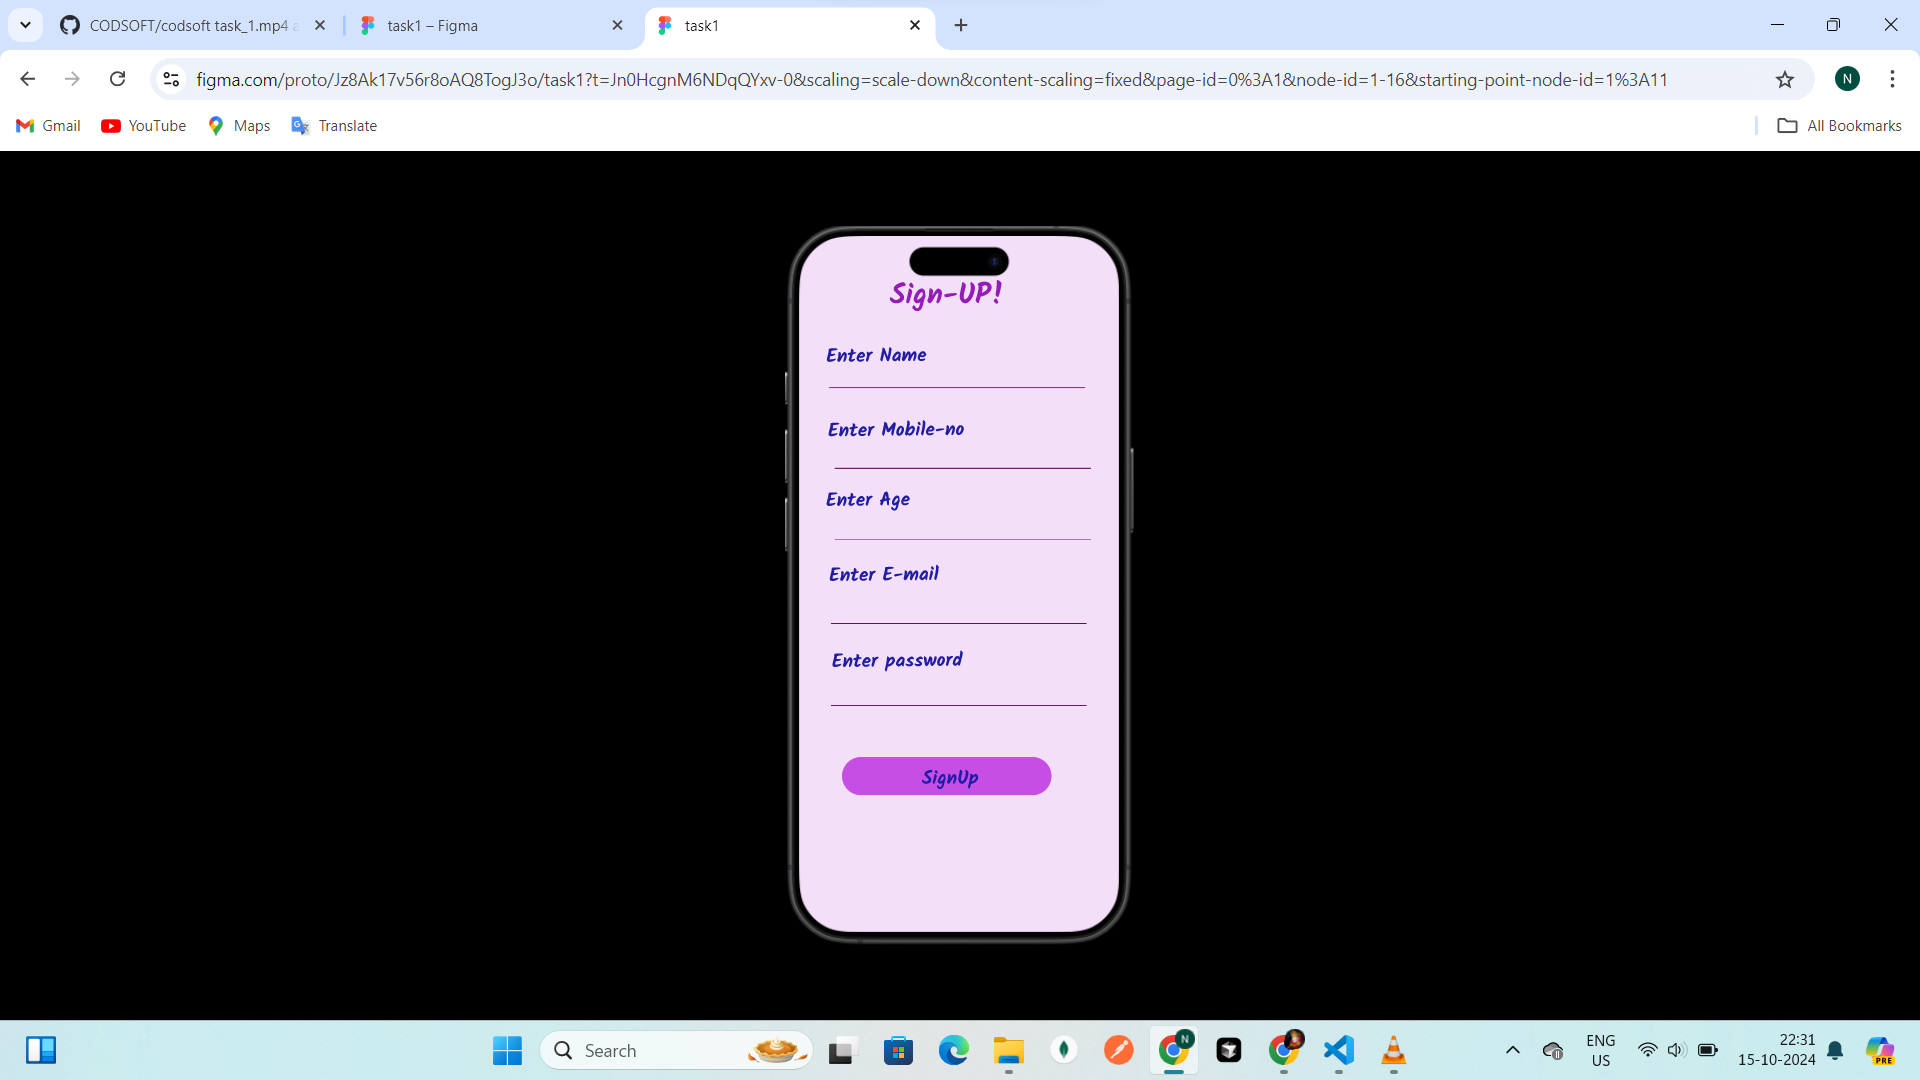 CODSOFT/codsoft task_1.mp4 a
task1 – Figma
task1
figma.com/proto/Jz8Ak17v56r8oAQ8TogJ3o/task1?t=Jn0HcgnM6NDqQYxv-0&scaling=scale-down&content-scaling=fixed&page-id=0%3A1&node-id=1-16&starting-point-node-id=1%3A11
N
Gmail
YouTube
Maps
Translate
All Bookmarks
Sign-UP!
Enter Name
Enter Mobile-no
Enter Age
Enter E-mail
Enter password
SignUp
Search
N
ENG
US
22:31
15-10-2024
PRE